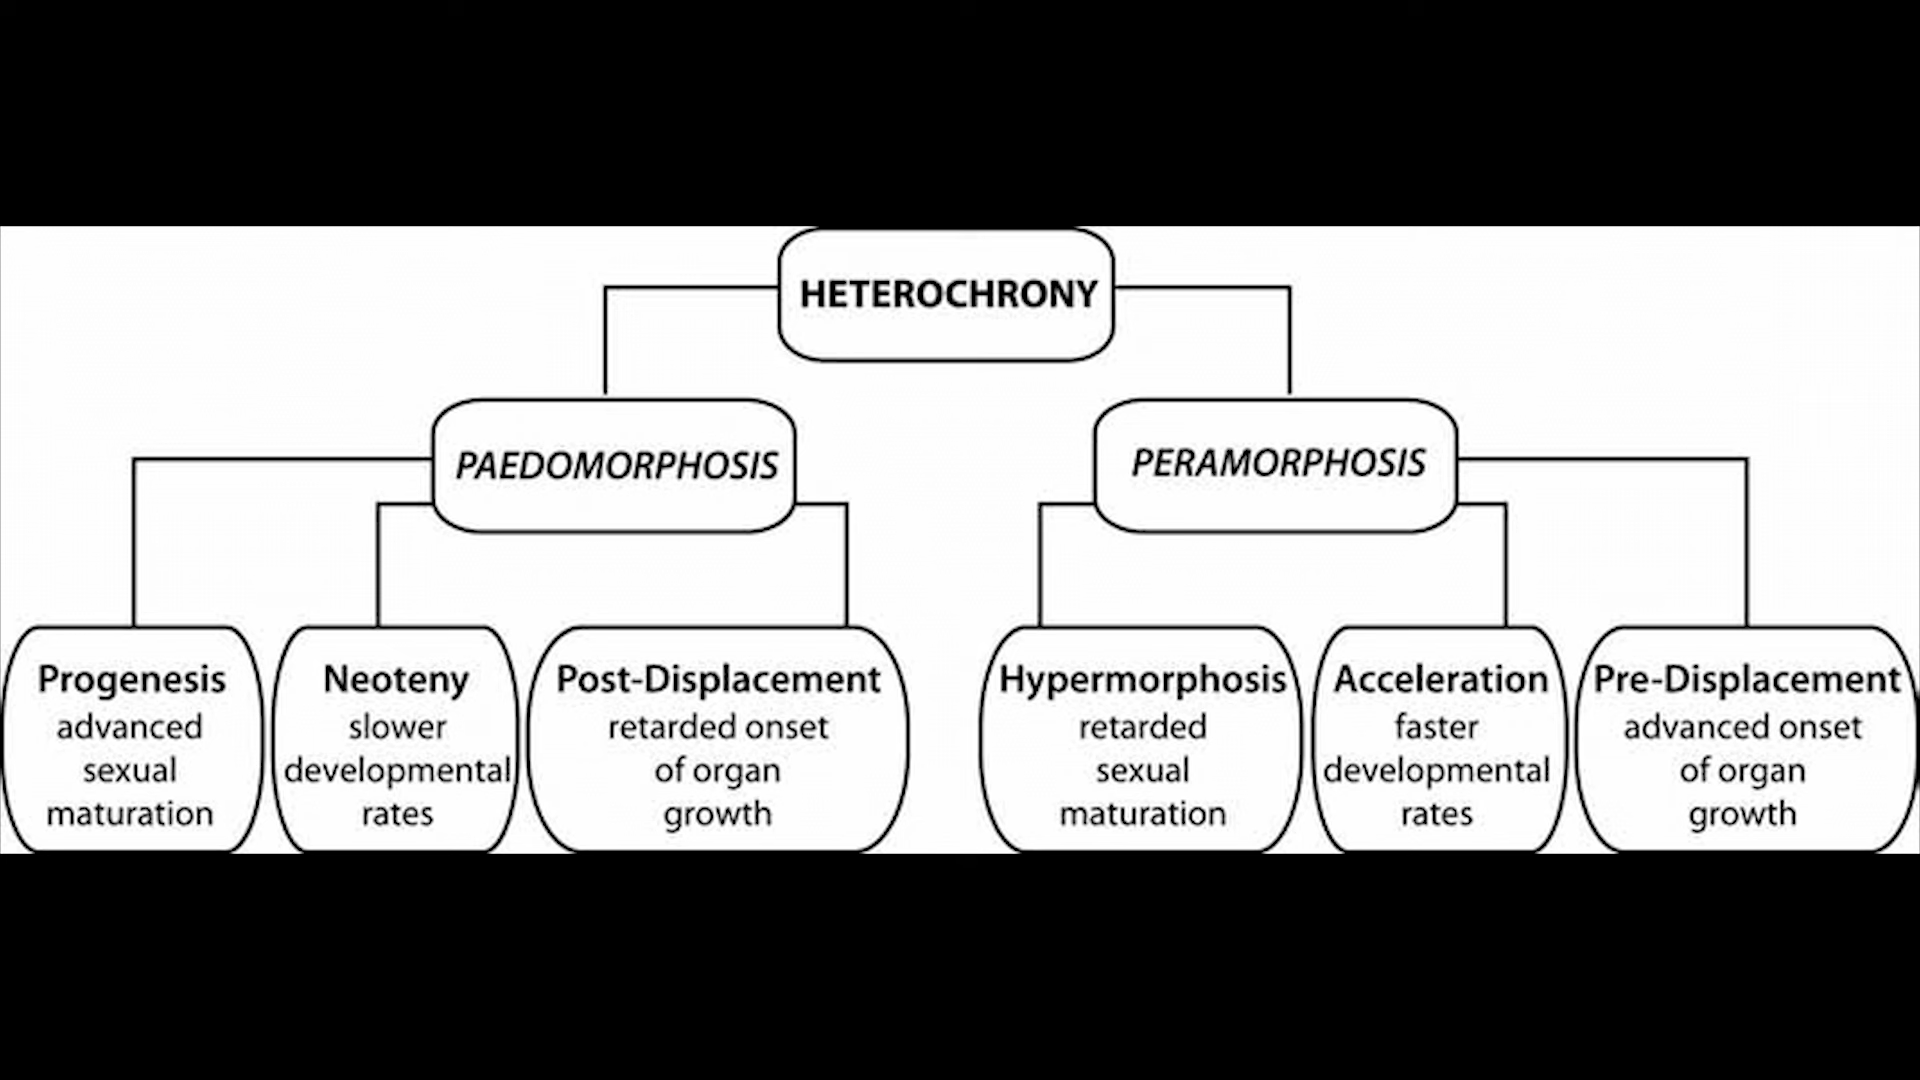 HETEROCHRONY
PAEDOMORPHOSIS
PERAMORPHOSIS
Progenesis
advanced
sexual
maturation
Neoteny
slower
developmental
rates
Post-Displacement
retarded onset
of organ
growth
Hypermorphosis
retarded
sexual
maturation
Acceleration
faster
developmental
rates
Pre-Displacement
advanced onset
of organ
growth